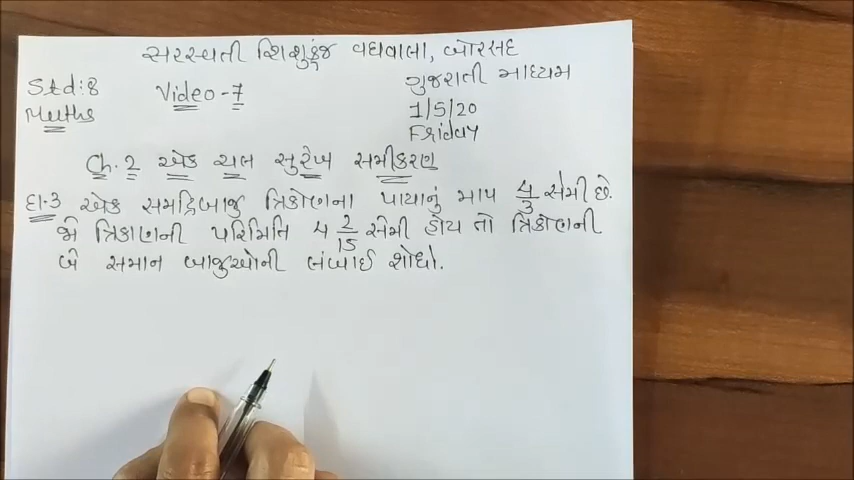 સરસ્વતી શિશુકુંજ વઘવાલા, બોરસદ
Std:8 Video-7 ગુજરાતી માધ્યમ
Maths 1/5/20
Friday
Ch. 2 એક ચલ સુરેખ સમીકરણ
દા.3 એક સમદ્વિબાજુ ત્રિકોણના પાયાનું માપ 4/3 સેમી છે.
જો ત્રિકોણની પરિમિતિ 4 2/15 સેમી હોય તો ત્રિકોણની
બે સમાન બાજુઓની લંબાઈ શોધો.